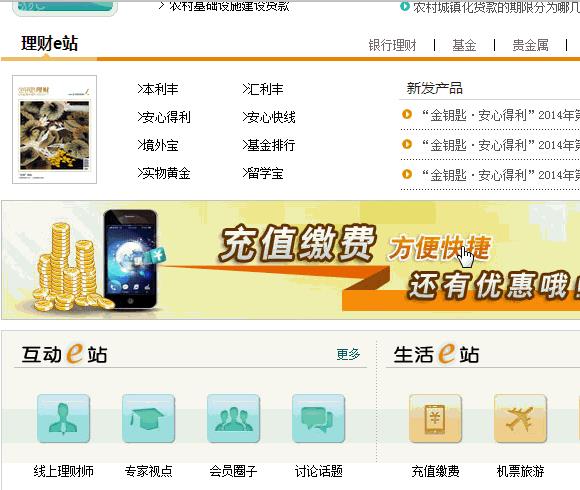 农村基础设施建设贷款
农村城镇化贷款的期限分为哪几
理财e站
银行理财 | 基金 | 贵金属 |
理财
>本利丰 >汇利丰
>安心得利 >安心快线
>境外宝 >基金排行
>实物黄金 >留学宝
新发产品
“金钥匙·安心得利”2014年第
“金钥匙·安心得利”2014年第
“金钥匙·安心得利”2014年第
充值缴费 方便快捷
还有优惠哦!
互动e站 更多
线上理财师 专家视点 会员圈子 讨论话题
生活e站
充值缴费 机票旅游